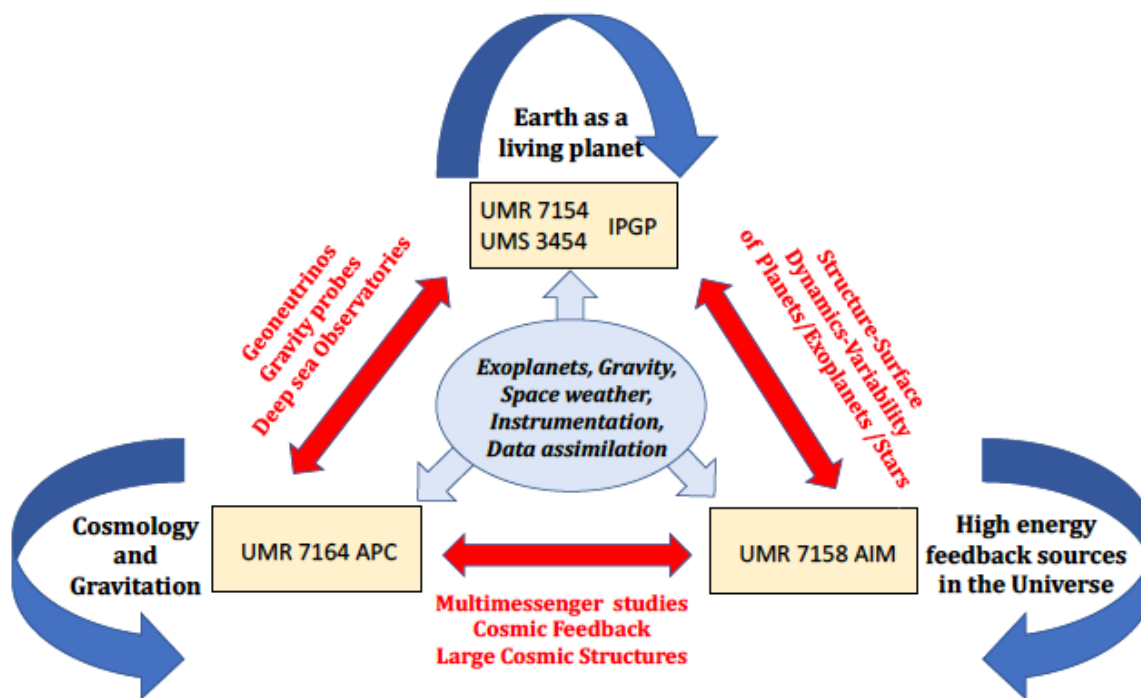 Earth as a
living planet
UMR 7154
UMS 3454
IPGP
Geoneutrinos
Gravity probes
Deep sea Observatories
Structure-Surface
Dynamics-Variability
of Planets/Exoplanets /Stars
Exoplanets, Gravity,
Space weather,
Instrumentation,
Data assimilation
Cosmology
and
Gravitation
UMR 7164 APC
UMR 7158 AIM
High energy
feedback sources
in the Universe
Multimessenger studies
Cosmic Feedback
Large Cosmic Structures